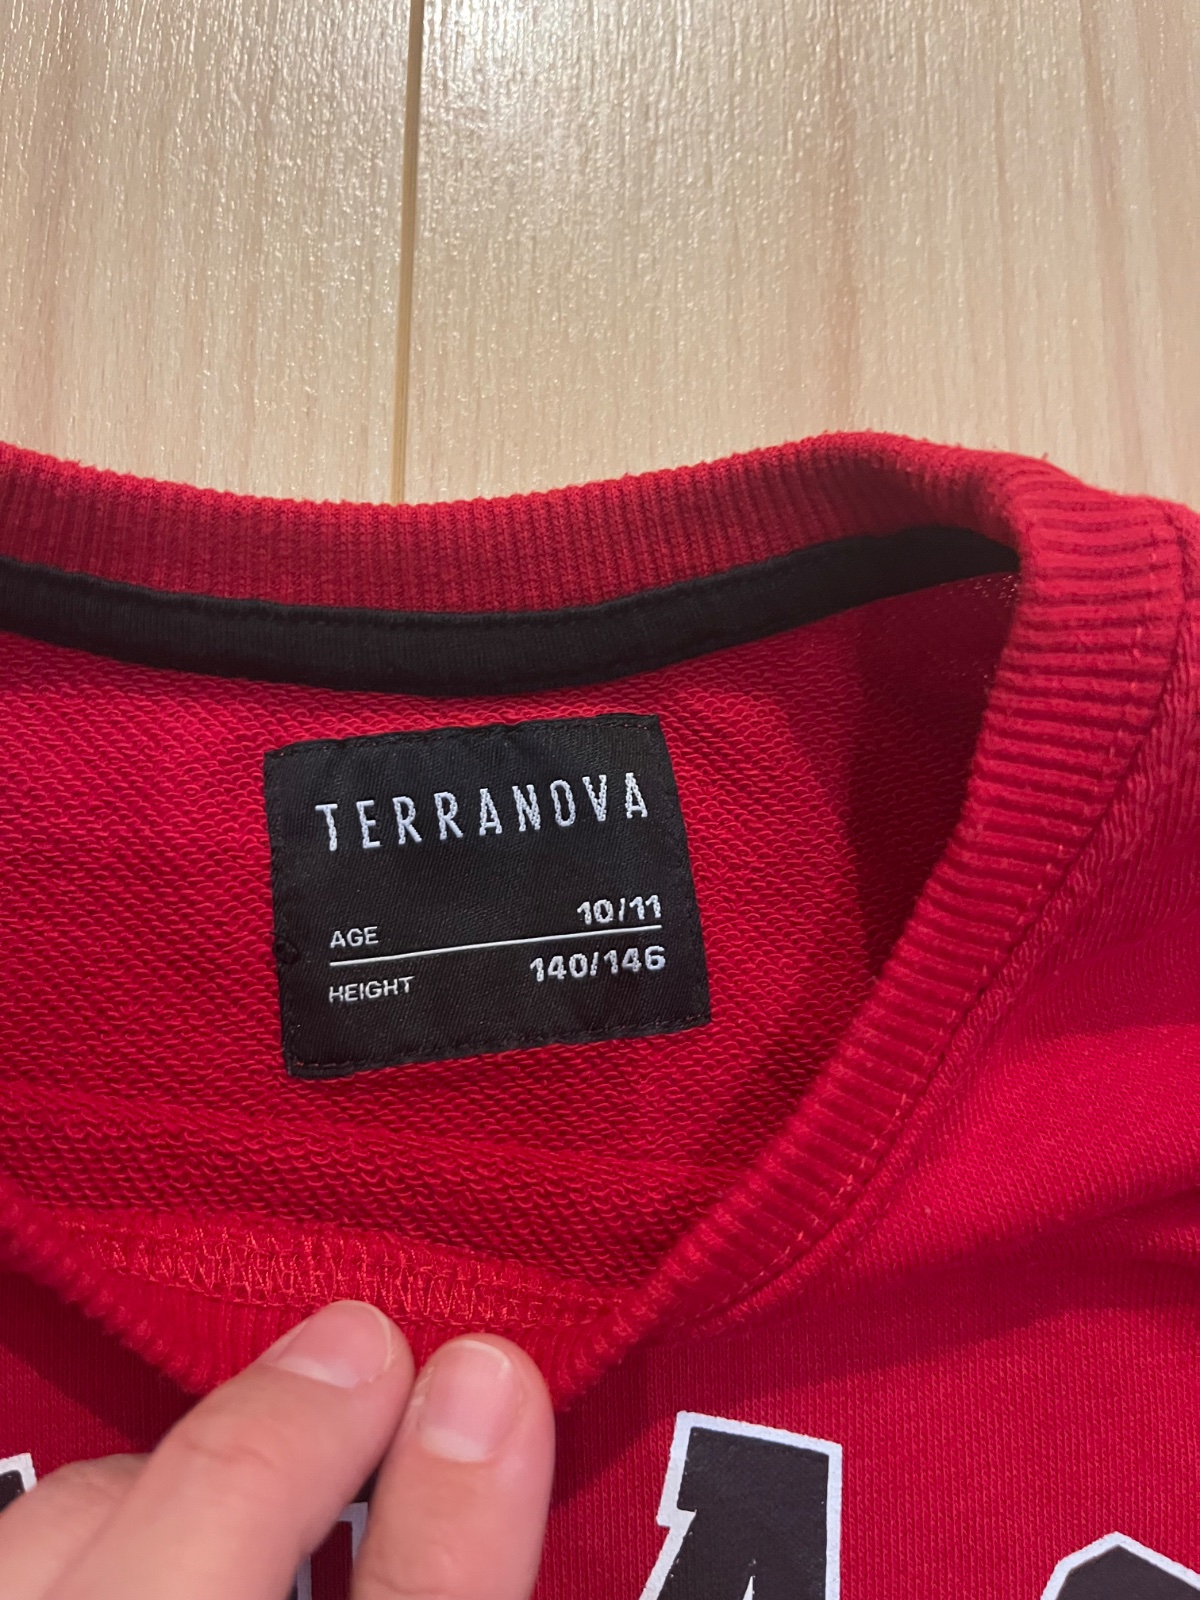 TERRANOVA
AGE 10/11
HEIGHT 140/146